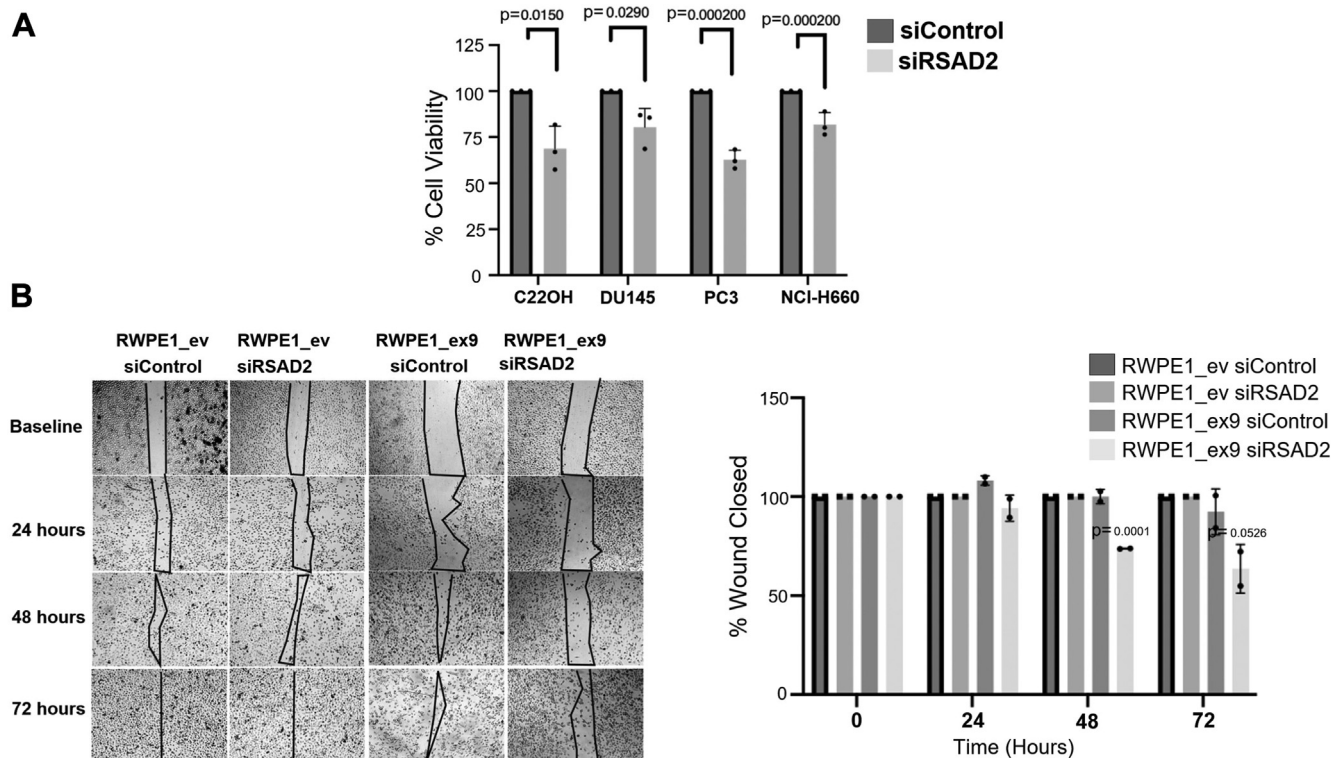 A
p=0.0150
p=0.0290
p=0.000200
p=0.000200
siControl
siRSAD2
% Cell Viability
125
100
75
50
25
0
C22OH
DU145
PC3
NCI-H660
B
RWPE1_ev
siControl
RWPE1_ev
siRSAD2
RWPE1_ex9
siControl
RWPE1_ex9
siRSAD2
Baseline
24 hours
48 hours
72 hours
RWPE1_ev siControl
RWPE1_ev siRSAD2
RWPE1_ex9 siControl
RWPE1_ex9 siRSAD2
% Wound Closed
150
100
50
0
p= 0.0001
p= 0.0526
0
24
48
72
Time (Hours)